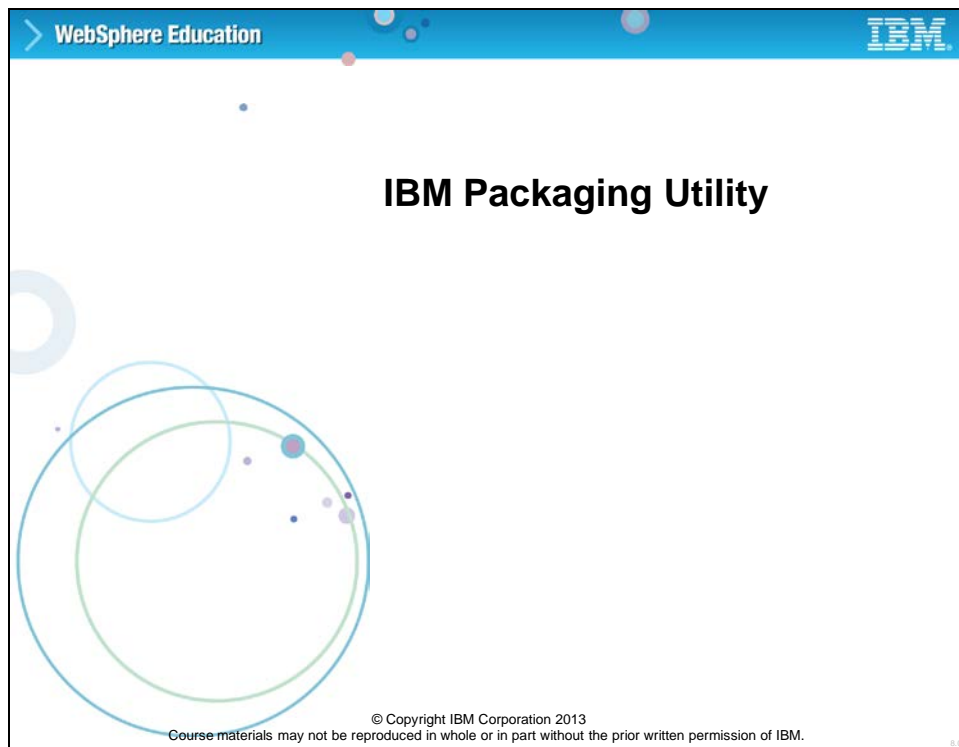 WebSphere Education
IBM.
IBM Packaging Utility
© Copyright IBM Corporation 2013
Course materials may not be reproduced in whole or in part without the prior written permission of IBM.